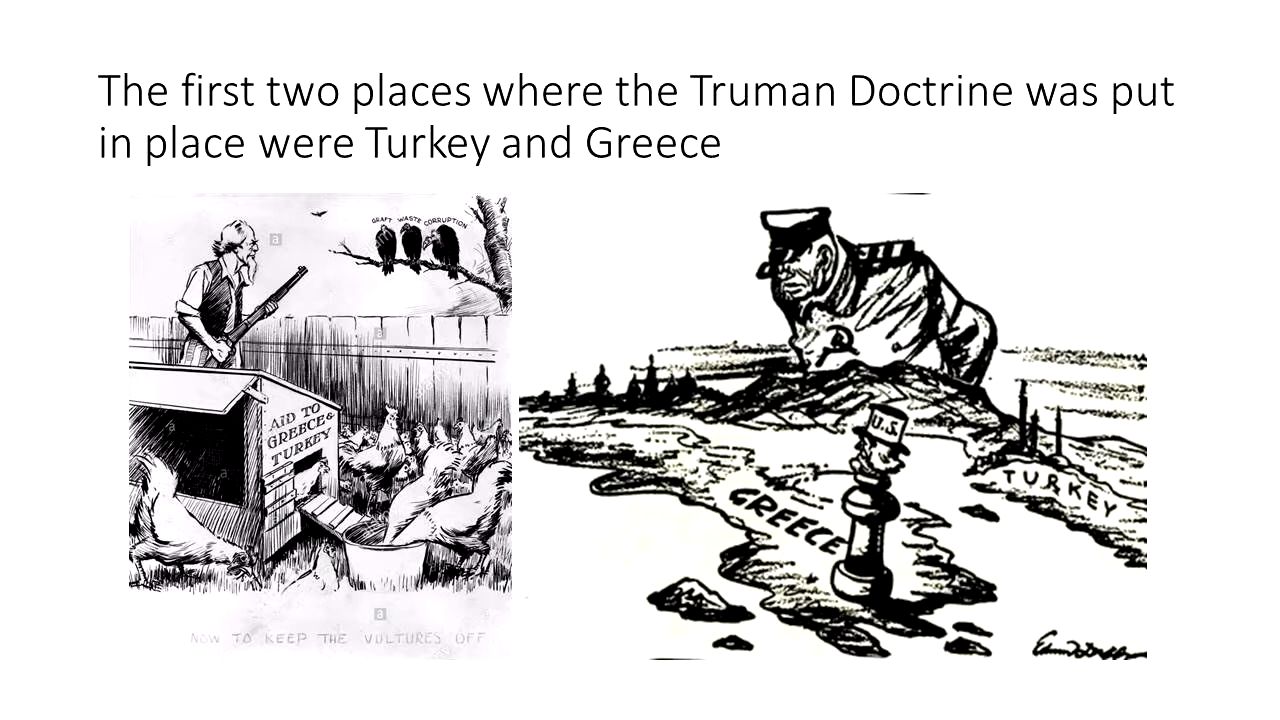 The first two places where the Truman Doctrine was put
in place were Turkey and Greece
GRAFT WASTE CORRUPTION
AID TO
GREECE &
TURKEY
NOW TO KEEP THE VULTURES OFF
U.S.
GREECE
TURKEY